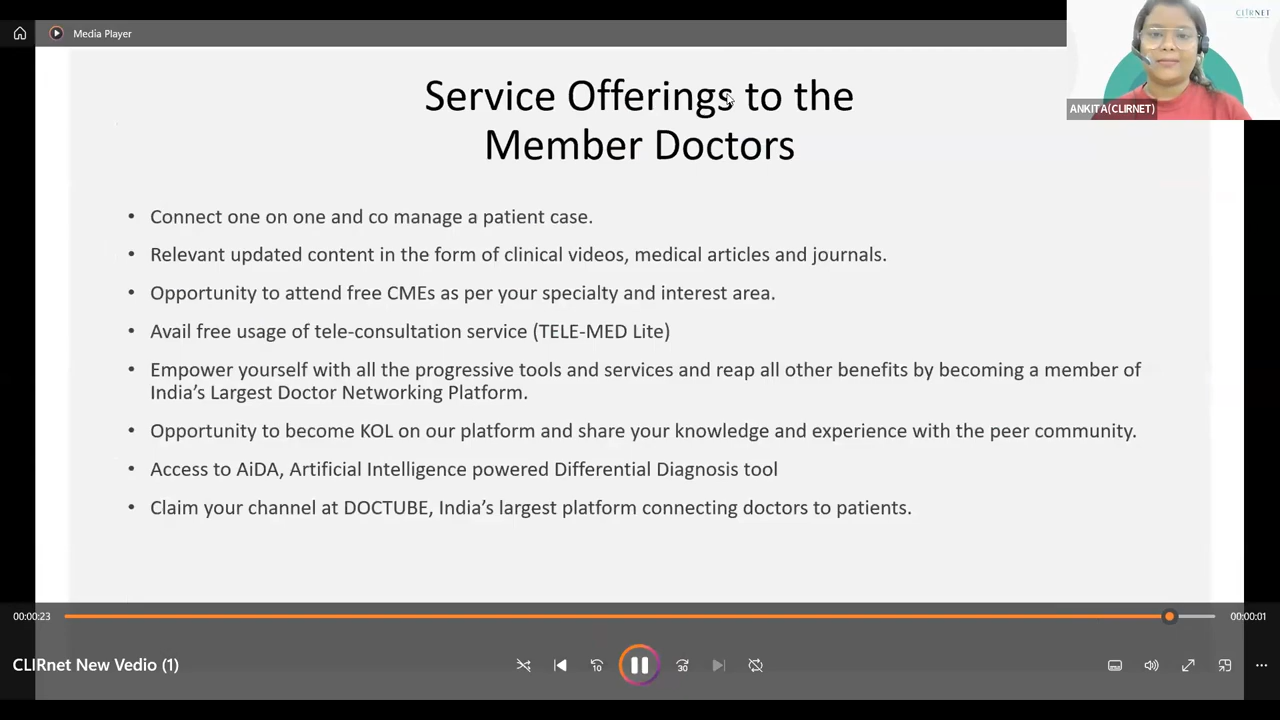 Media Player
CLIRNET
ANKITA(CLIRNET)
Service Offerings to the
Member Doctors
• Connect one on one and co manage a patient case.
• Relevant updated content in the form of clinical videos, medical articles and journals.
• Opportunity to attend free CMEs as per your specialty and interest area.
• Avail free usage of tele-consultation service (TELE-MED Lite)
• Empower yourself with all the progressive tools and services and reap all other benefits by becoming a member of
India’s Largest Doctor Networking Platform.
• Opportunity to become KOL on our platform and share your knowledge and experience with the peer community.
• Access to AiDA, Artificial Intelligence powered Differential Diagnosis tool
• Claim your channel at DOCTUBE, India’s largest platform connecting doctors to patients.
00:00:23
00:00:01
CLIRnet New Vedio (1)
10
30